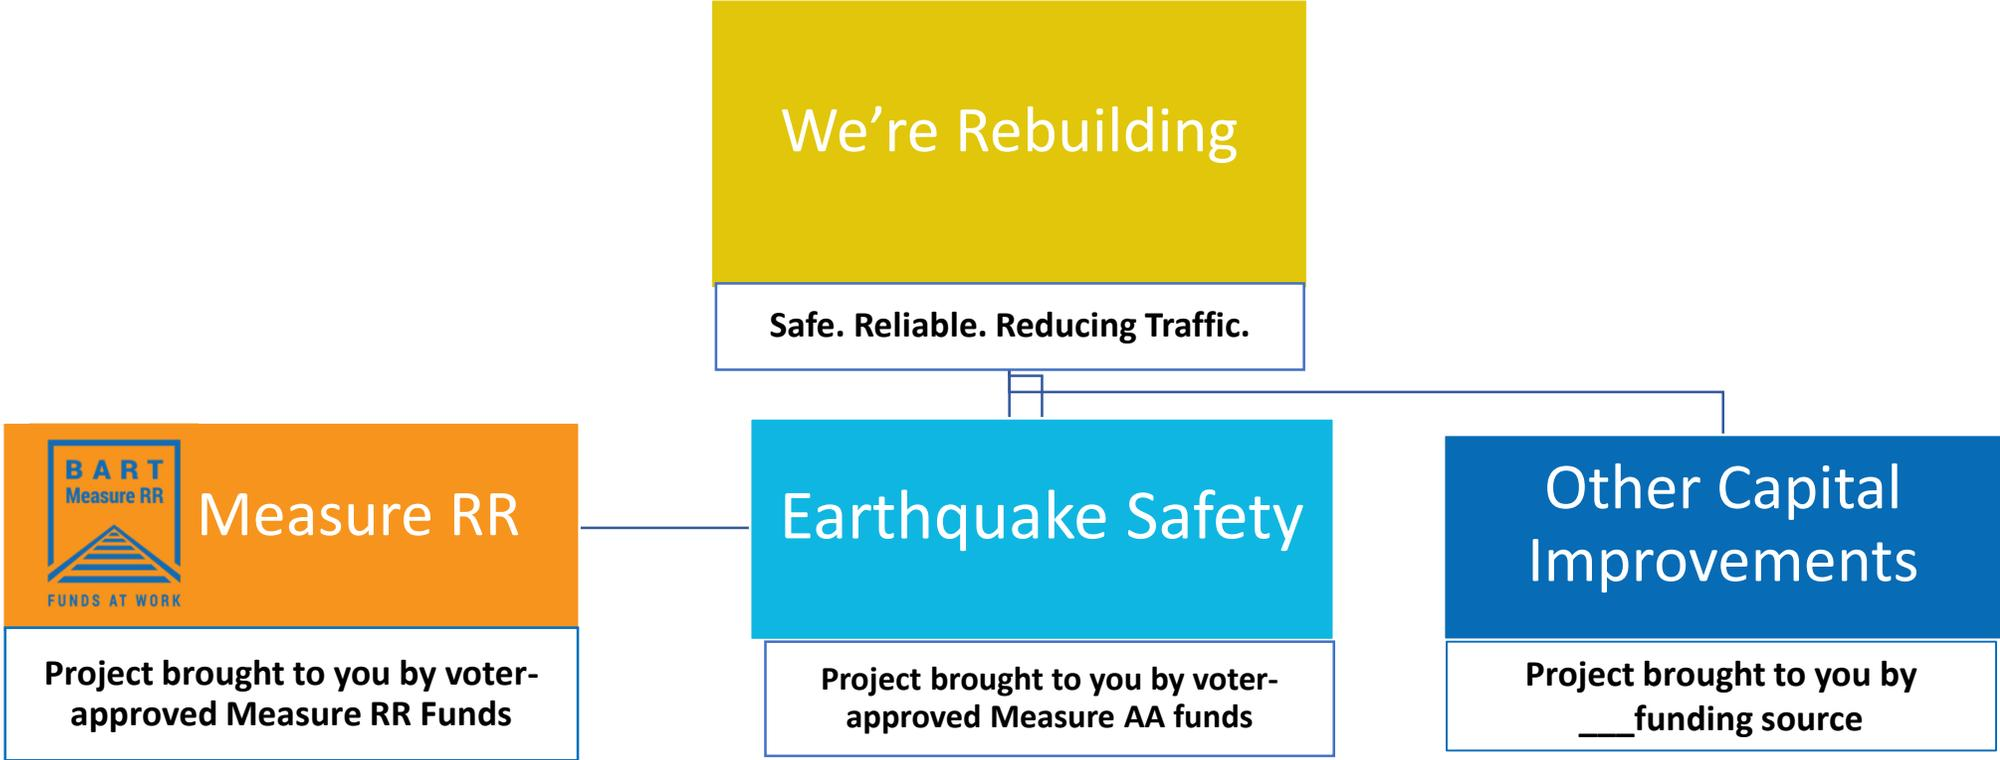 We’re Rebuilding
Safe. Reliable. Reducing Traffic.
BART
Measure RR
FUNDS AT WORK
Measure RR
Project brought to you by voter-
approved Measure RR Funds
Earthquake Safety
Project brought to you by voter-
approved Measure AA funds
Other Capital
Improvements
Project brought to you by
___funding source